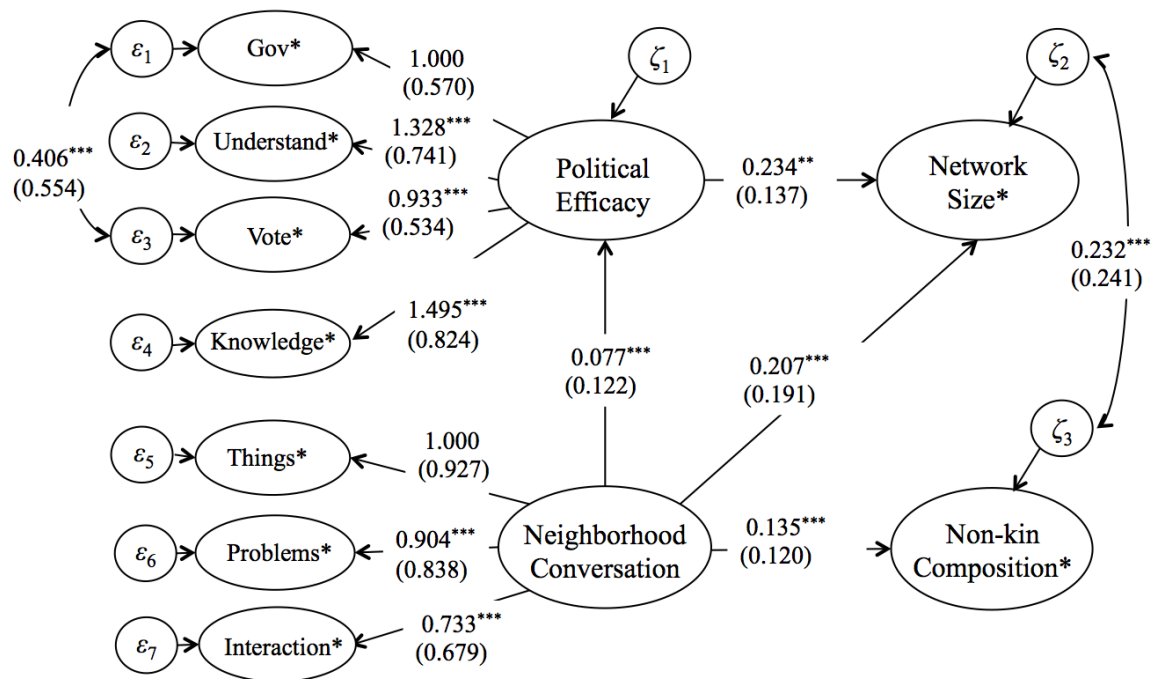 ε1
Gov*
1.000
(0.570)
ζ1
ζ2
ε2
Understand*
1.328***
(0.741)
0.406***
(0.554)
Political
Efficacy
0.234**
(0.137)
Network
Size*
ε3
Vote*
0.933***
(0.534)
0.232***
(0.241)
ε4
Knowledge*
1.495***
(0.824)
0.077***
(0.122)
0.207***
(0.191)
ζ3
ε5
Things*
1.000
(0.927)
ε6
Problems*
0.904***
(0.838)
Neighborhood
Conversation
0.135***
(0.120)
Non-kin
Composition*
ε7
Interaction*
0.733***
(0.679)